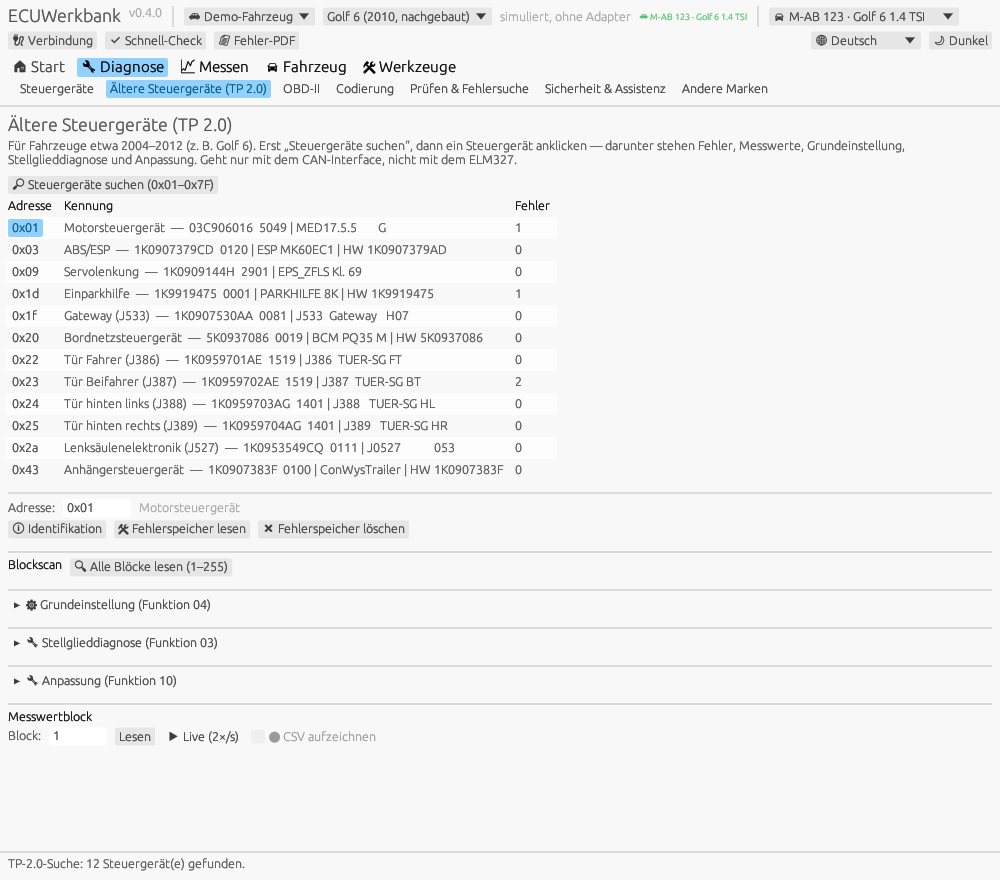 ECUWerkbank v0.4.0 Demo-Fahrzeug Golf 6 (2010, nachgebaut) simuliert, ohne Adapter M-AB 123 · Golf 6 1.4 TSI M-AB 123 · Golf 6 1.4 TSI
Verbindung Schnell-Check Fehler-PDF Deutsch Dunkel
Start Diagnose Messen Fahrzeug Werkzeuge
Steuergeräte Ältere Steuergeräte (TP 2.0) OBD-II Codierung Prüfen & Fehlersuche Sicherheit & Assistenz Andere Marken
Ältere Steuergeräte (TP 2.0)
Für Fahrzeuge etwa 2004–2012 (z. B. Golf 6). Erst „Steuergeräte suchen“, dann ein Steuergerät anklicken — darunter stehen Fehler, Messwerte, Grundeinstellung,
Stellglieddiagnose und Anpassung. Geht nur mit dem CAN-Interface, nicht mit dem ELM327.
Steuergeräte suchen (0x01–0x7F)
Adresse Kennung Fehler
0x01 Motorsteuergerät — 03C906016 5049 | MED17.5.5 G 1
0x03 ABS/ESP — 1K0907379CD 0120 | ESP MK60EC1 | HW 1K0907379AD 0
0x09 Servolenkung — 1K0909144H 2901 | EPS_ZFLS Kl. 69 0
0x1d Einparkhilfe — 1K9919475 0001 | PARKHILFE 8K | HW 1K9919475 1
0x1f Gateway (J533) — 1K0907530AA 0081 | J533 Gateway H07 0
0x20 Bordnetzsteuergerät — 5K0937086 0019 | BCM PQ35 M | HW 5K0937086 0
0x22 Tür Fahrer (J386) — 1K0959701AE 1519 | J386 TUER-SG FT 0
0x23 Tür Beifahrer (J387) — 1K0959702AE 1519 | J387 TUER-SG BT 2
0x24 Tür hinten links (J388) — 1K0959703AG 1401 | J388 TUER-SG HL 0
0x25 Tür hinten rechts (J389) — 1K0959704AG 1401 | J389 TUER-SG HR 0
0x2a Lenksäulenelektronik (J527) — 1K0953549CQ 0111 | J0527 053 0
0x43 Anhängersteuergerät — 1K0907383F 0100 | ConWysTrailer | HW 1K0907383F 0
Adresse: 0x01 Motorsteuergerät
Identifikation Fehlerspeicher lesen Fehlerspeicher löschen
Blockscan Alle Blöcke lesen (1–255)
Grundeinstellung (Funktion 04)
Stellglieddiagnose (Funktion 03)
Anpassung (Funktion 10)
Messwertblock
Block: 1 Lesen Live (2×/s) CSV aufzeichnen
TP-2.0-Suche: 12 Steuergerät(e) gefunden.